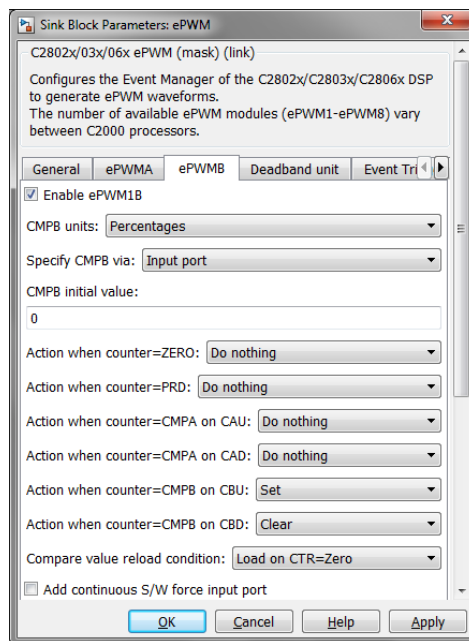 Sink Block Parameters: ePWM
C2802x/03x/06x ePWM (mask) (link)
Configures the Event Manager of the C2802x/C2803x/C2806x DSP
to generate ePWM waveforms.
The number of available ePWM modules (ePWM1-ePWM8) vary
between C2000 processors.
General ePWMA ePWMB Deadband unit Event Tri
Enable ePWM1B
CMPB units: Percentages
Specify CMPB via: Input port
CMPB initial value:
0
Action when counter=ZERO: Do nothing
Action when counter=PRD: Do nothing
Action when counter=CMPA on CAU: Do nothing
Action when counter=CMPA on CAD: Do nothing
Action when counter=CMPB on CBU: Set
Action when counter=CMPB on CBD: Clear
Compare value reload condition: Load on CTR=Zero
Add continuous S/W force input port
OK Cancel Help Apply